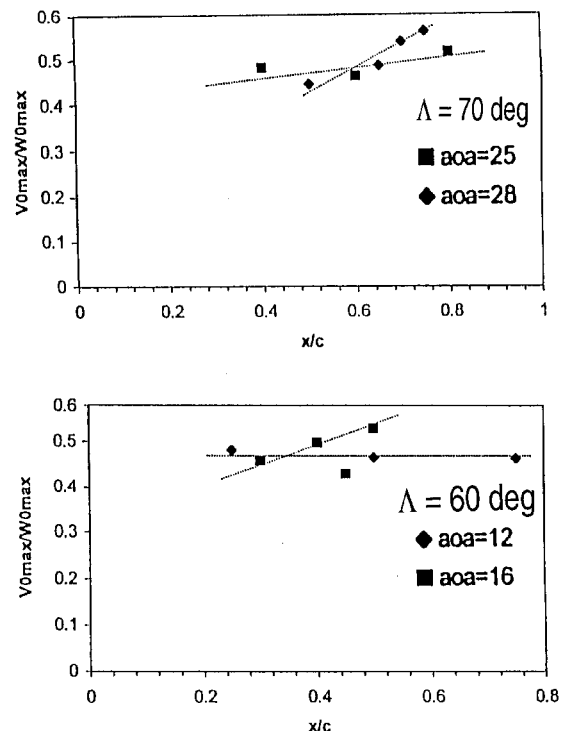 0.6
0.5
0.4
0.3
0.2
0.1
0
V0max/W0max
Λ = 70 deg
aoa=25
aoa=28
0 0.2 0.4 0.6 0.8 1
x/c
0.6
0.5
0.4
0.3
0.2
0.1
0
V0max/W0max
Λ = 60 deg
aoa=12
aoa=16
0 0.2 0.4 0.6 0.8
x/c